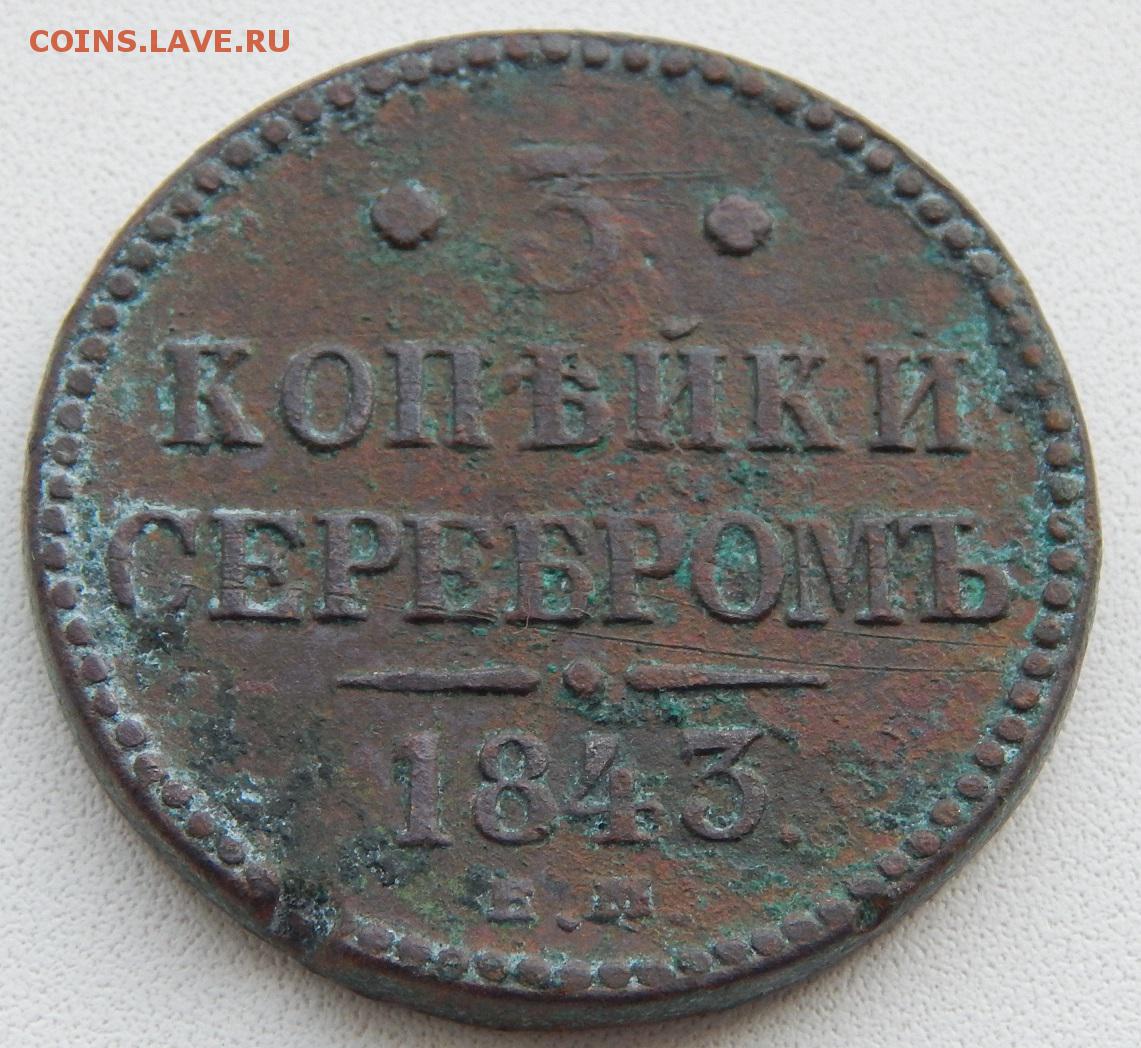 COINS.LAVE.RU
3
КОПѢЙКИ
СЕРЕБРОМЪ
1843.
Е.М.